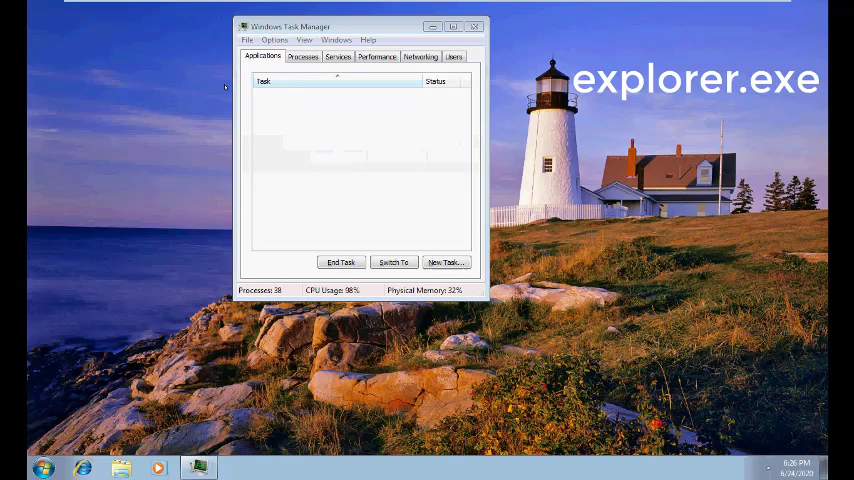 Windows Task Manager
File Options View Windows Help
Applications Processes Services Performance Networking Users
Task Status
explorer.exe
End Task Switch To New Task...
Processes: 38 CPU Usage: 98% Physical Memory: 32%
6:26 PM
6/24/2020